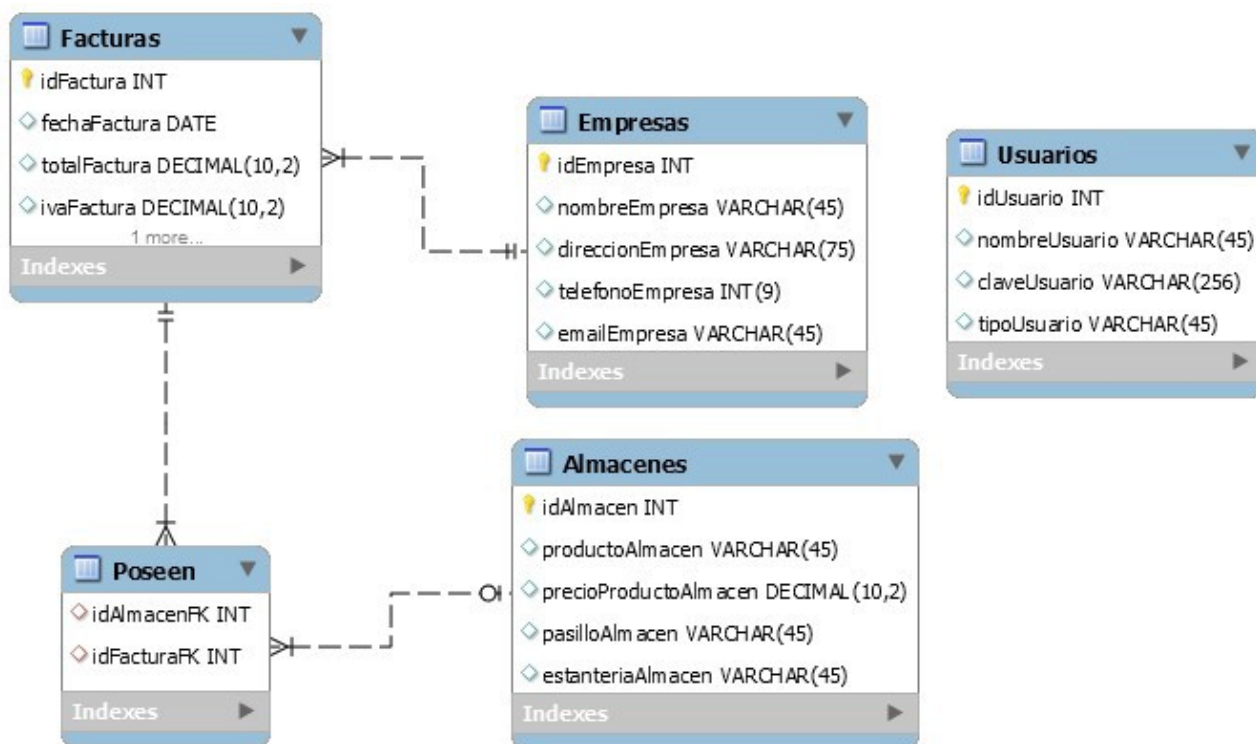 Facturas
idFactura INT
fechaFactura DATE
totalFactura DECIMAL(10,2)
ivaFactura DECIMAL(10,2)
1 more...
Indexes
Empresas
idEmpresa INT
nombreEmpresa VARCHAR(45)
direccionEmpresa VARCHAR(75)
telefonoEmpresa INT(9)
emailEmpresa VARCHAR(45)
Indexes
Usuarios
idUsuario INT
nombreUsuario VARCHAR(45)
claveUsuario VARCHAR(256)
tipoUsuario VARCHAR(45)
Indexes
Poseen
idAlmacenFK INT
idFacturaFK INT
Indexes
Almacenes
idAlmacen INT
productoAlmacen VARCHAR(45)
precioProductoAlmacen DECIMAL(10,2)
pasilloAlmacen VARCHAR(45)
estanteriaAlmacen VARCHAR(45)
Indexes